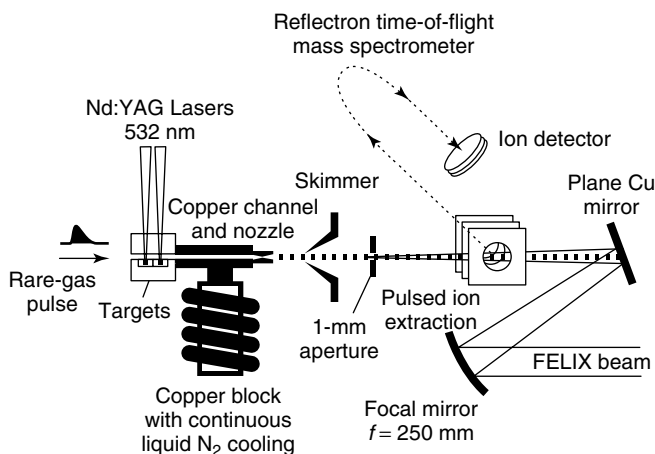 Reflectron time-of-flight
mass spectrometer
Nd:YAG Lasers
532 nm
Ion detector
Skimmer
Plane Cu
mirror
Copper channel
and nozzle
Rare-gas
pulse
Targets
Pulsed ion
extraction
1-mm
aperture
FELIX beam
Copper block
with continuous
liquid N₂ cooling
Focal mirror
f = 250 mm